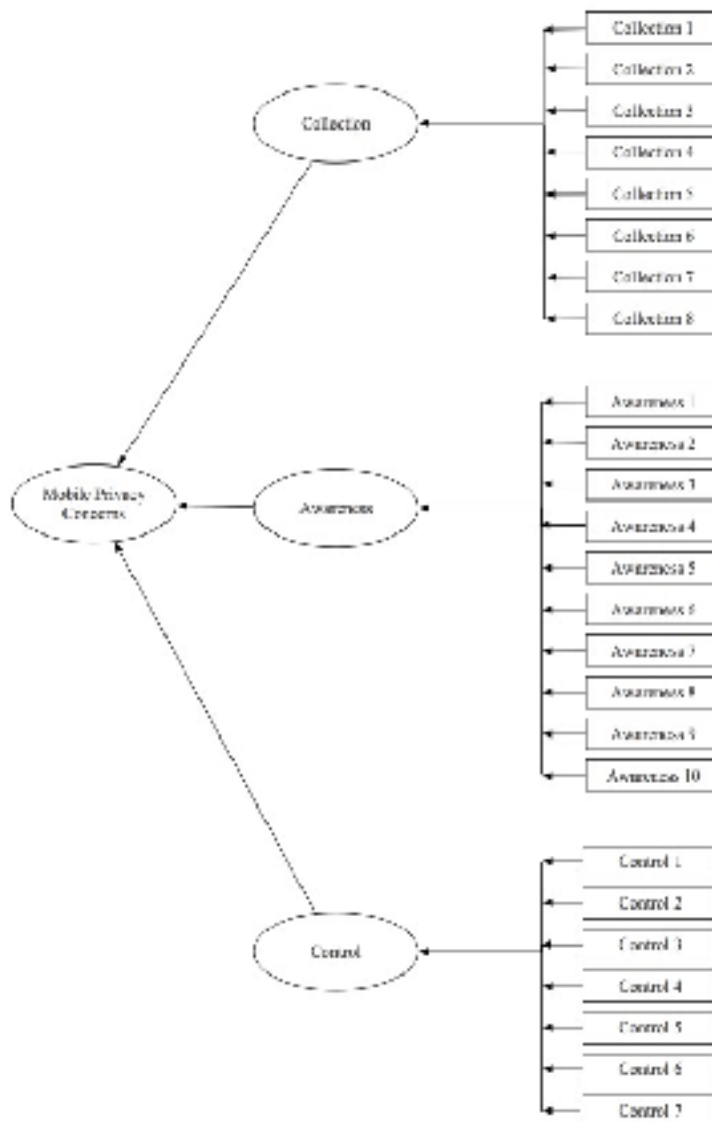 Collection 1
Collection 2
Collection 3
Collection 4
Collection 5
Collection 6
Collection 7
Collection 8
Collection
Awareness 1
Awareness 2
Awareness 3
Awareness 4
Awareness 5
Awareness 6
Awareness 7
Awareness 8
Awareness 9
Awareness 10
Mobile Privacy
Concerns
Awareness
Control 1
Control 2
Control 3
Control 4
Control 5
Control 6
Control 7
Control